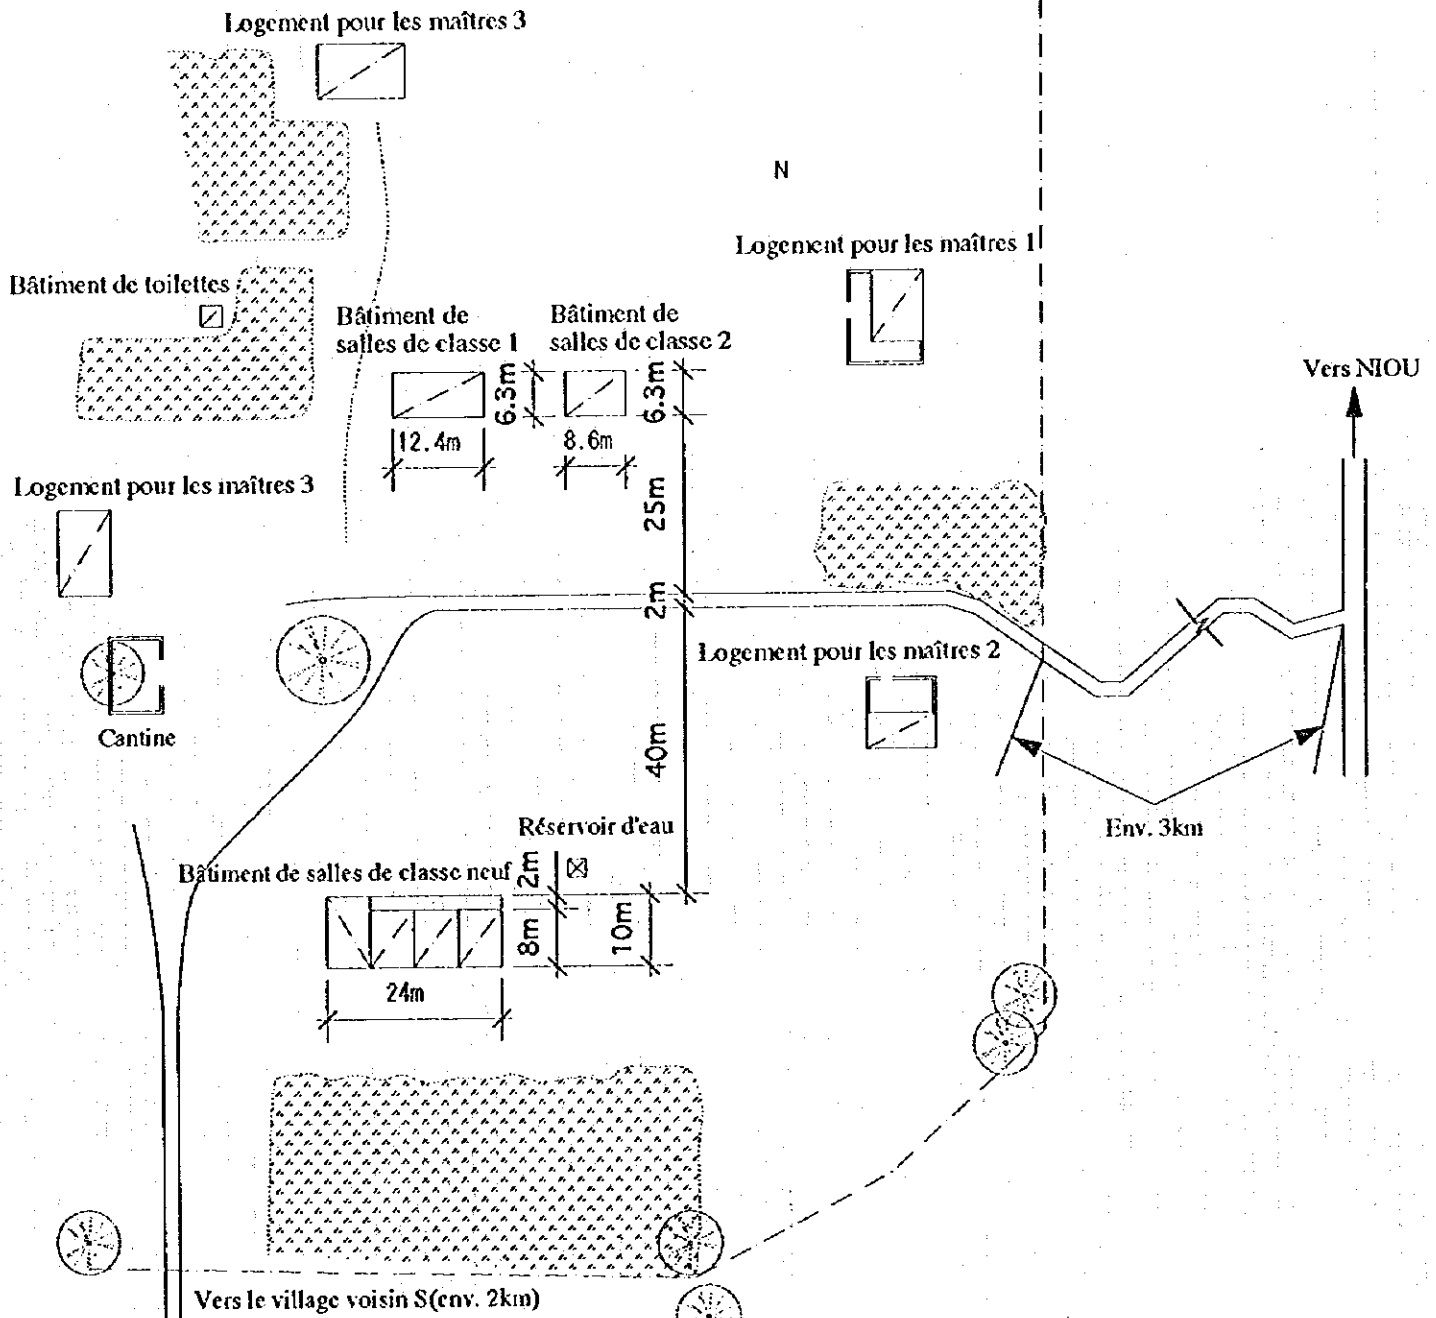 Logement pour les maîtres 3
N
Logement pour les maîtres 1
Bâtiment de toilettes
Bâtiment de
salles de classe 1
Bâtiment de
salles de classe 2
6.3m
6.3m
Vers NIOU
12.4m
8.6m
Logement pour les maîtres 3
25m
2m
Logement pour les maîtres 2
Cantine
40m
Réservoir d'eau
Env. 3km
Bâtiment de salles de classe neuf
2m
8m
10m
24m
Vers le village voisin S(env. 2km)